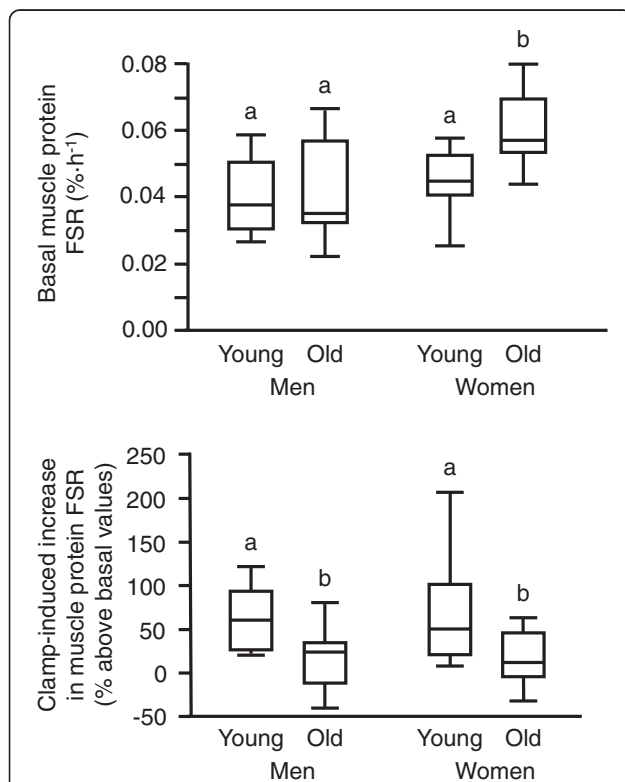 Basal muscle protein
FSR (%·h⁻¹)
0.08
0.06
0.04
0.02
0.00
a
a
a
b
Young Old Young Old
Men Women
Clamp-induced increase
in muscle protein FSR
(% above basal values)
250
200
150
100
50
0
-50
a
b
a
b
Young Old Young Old
Men Women